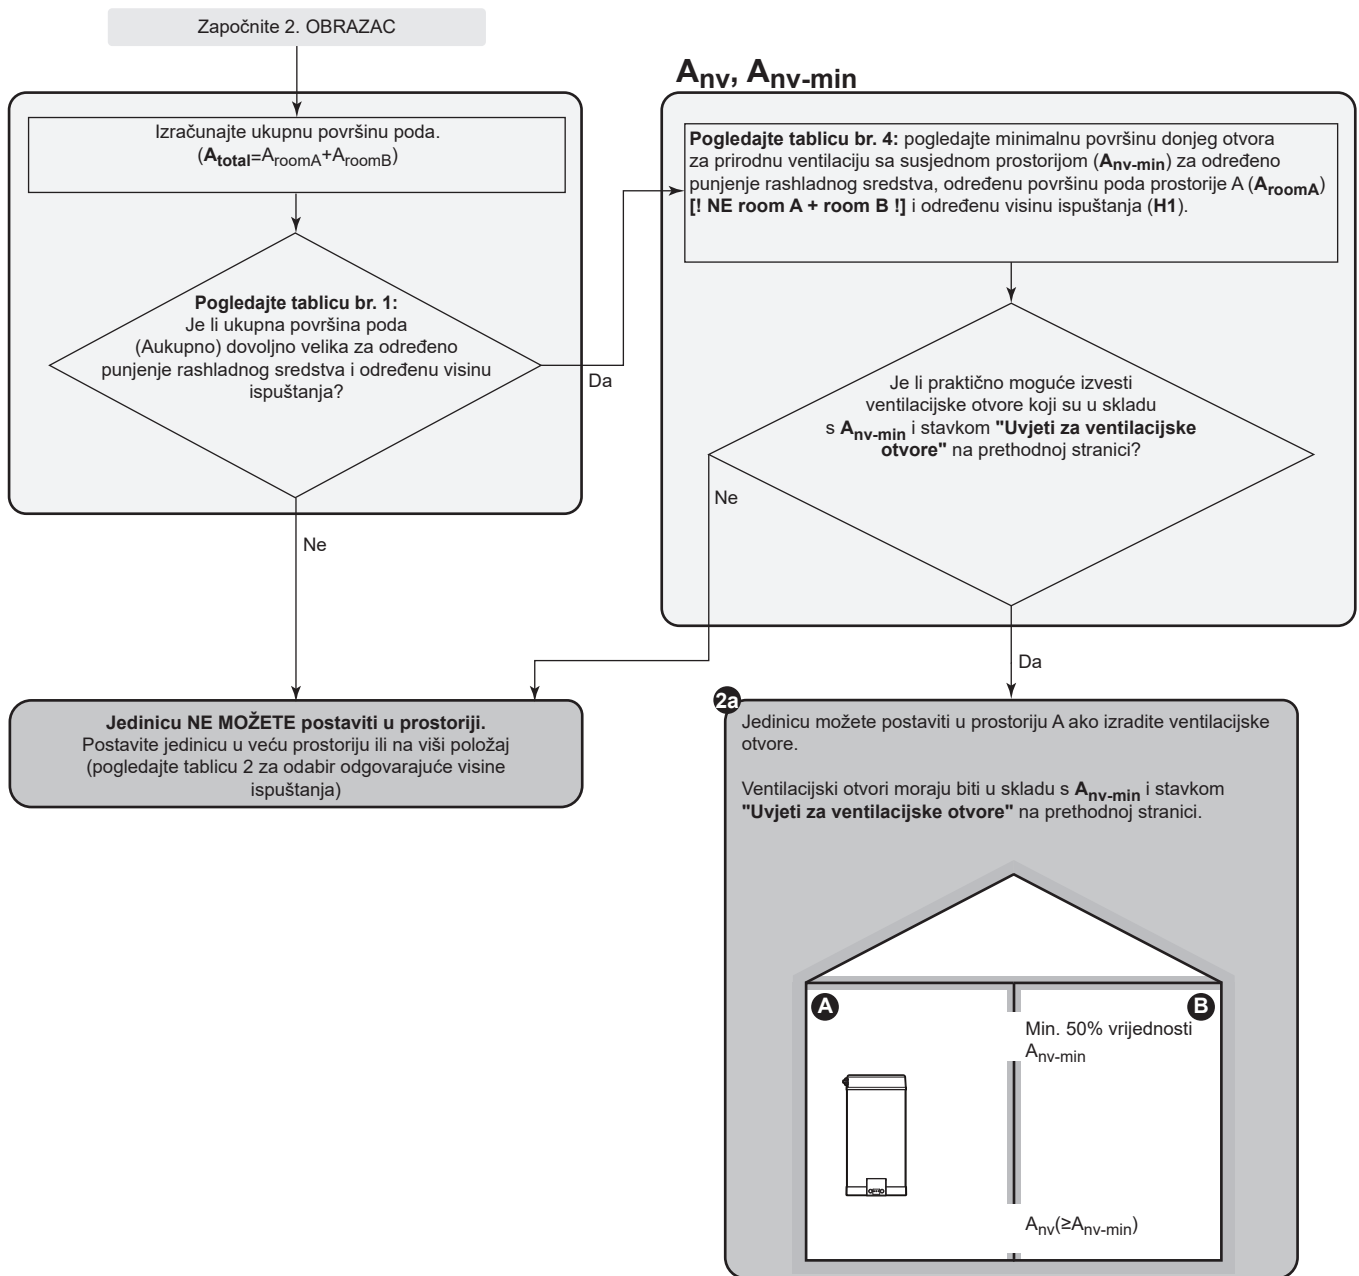 Započnite 2. OBRAZAC
Izračunajte ukupnu površinu poda.
(Atotal=AroomA+AroomB)
Pogledajte tablicu br. 1:
Je li ukupna površina poda
(Aukupno) dovoljno velika za određeno
punjenje rashladnog sredstva i određenu visinu
ispuštanja?
Da
Ne
Anv, Anv-min
Pogledajte tablicu br. 4: pogledajte minimalnu površinu donjeg otvora
za prirodnu ventilaciju sa susjednom prostorijom (Anv-min) za određeno
punjenje rashladnog sredstva, određenu površinu poda prostorije A (AroomA)
[! NE room A + room B !] i određenu visinu ispuštanja (H1).
Je li praktično moguće izvesti
ventilacijske otvore koji su u skladu
s Anv-min i stavkom "Uvjeti za ventilacijske
otvore" na prethodnoj stranici?
Ne
Da
Jedinicu NE MOŽETE postaviti u prostoriji.
Postavite jedinicu u veću prostoriju ili na viši položaj
(pogledajte tablicu 2 za odabir odgovarajuće visine
ispuštanja)
2a
Jedinicu možete postaviti u prostoriju A ako izradite ventilacijske
otvore.
Ventilacijski otvori moraju biti u skladu s Anv-min i stavkom
"Uvjeti za ventilacijske otvore" na prethodnoj stranici.
A
B
Min. 50% vrijednosti
Anv-min
Anv(≥Anv-min)